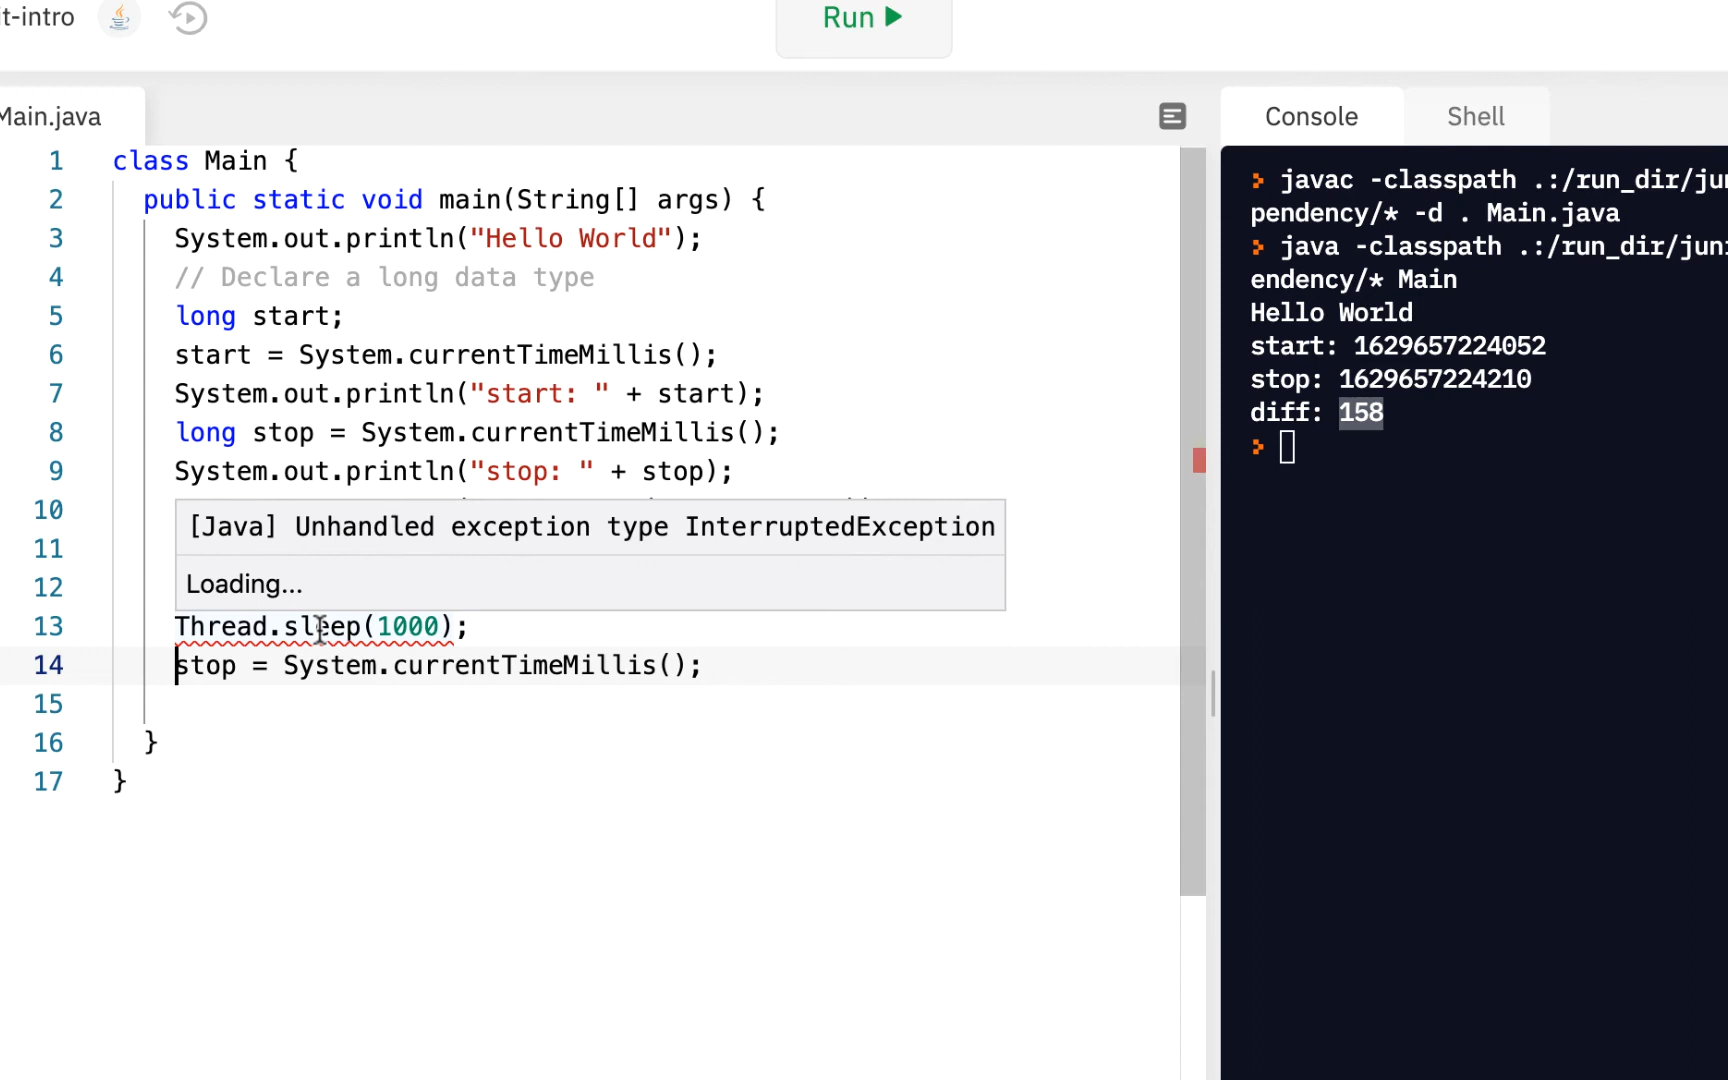 t-intro
Run
Main.java
Console
Shell
1 class Main {
2 public static void main(String[] args) {
3 System.out.println("Hello World");
4 // Declare a long data type
5 long start;
6 start = System.currentTimeMillis();
7 System.out.println("start: " + start);
8 long stop = System.currentTimeMillis();
9 System.out.println("stop: " + stop);
10
[Java] Unhandled exception type InterruptedException
11
12
Loading...
13 Thread.sleep(1000);
14 stop = System.currentTimeMillis();
15
16 }
17 }
> javac -classpath .:/run_dir/jun
pendency/* -d . Main.java
> java -classpath .:/run_dir/juni
endency/* Main
Hello World
start: 1629657224052
stop: 1629657224210
diff: 158
>